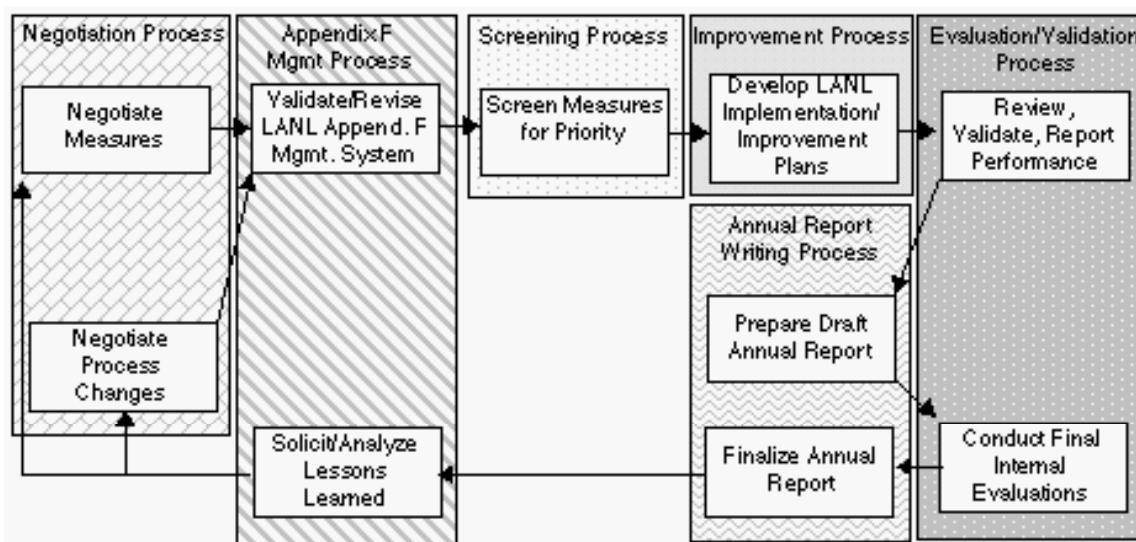 Negotiation Process
Negotiate
Measures
Negotiate
Process
Changes
Appendix F
Mgmt Process
Validate/Revise
LANL Append. F
Mgmt. System
Solicit/Analyze
Lessons
Learned
Screening Process
Screen Measures
for Priority
Improvement Process
Develop LANL
Implementation/
Improvement
Plans
Annual Report
Writing Process
Prepare Draft
Annual Report
Finalize Annual
Report
Evaluation/Validation
Process
Review,
Validate, Report
Performance
Conduct Final
Internal
Evaluations